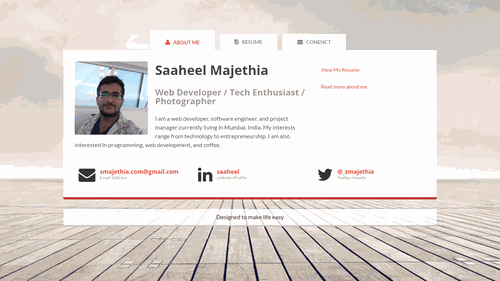 ABOUT ME
RESUME
CONENCT
Saaheel Majethia
View My Resume
Read more about me
Web Developer / Tech Enthusiast /
Photographer
I am a web developer, software engineer, and project
manager currently living in Mumbai, India. My interests
range from technology to entrepreneurship. I am also
interested in programming, web development, and coffee.
smajethia.com@gmail.com
Email Address
saaheel
LinkedIn Profile
@_smajethia
Twitter Handle
Designed to make life easy